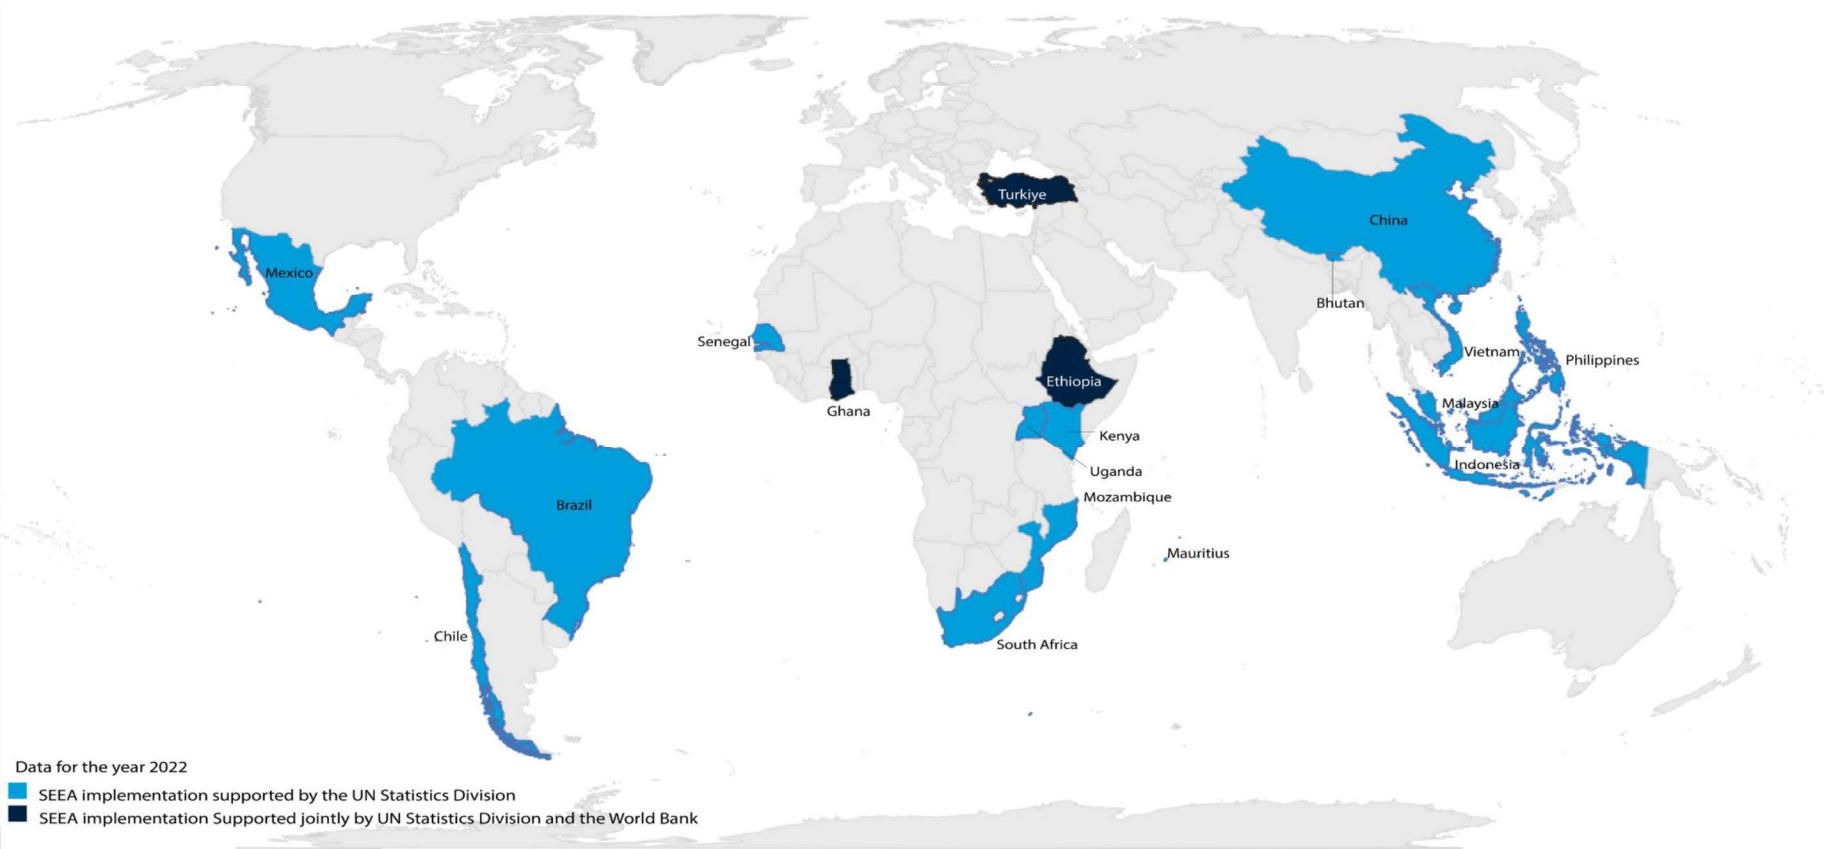 Turkiye
China
Mexico
Bhutan
Senegal
Vietnam
Philippines
Ethiopia
Malaysia
Ghana
Kenya
Indonesia
Uganda
Mozambique
Brazil
Mauritius
Chile
South Africa
Data for the year 2022
SEEA implementation supported by the UN Statistics Division
SEEA implementation Supported jointly by UN Statistics Division and the World Bank